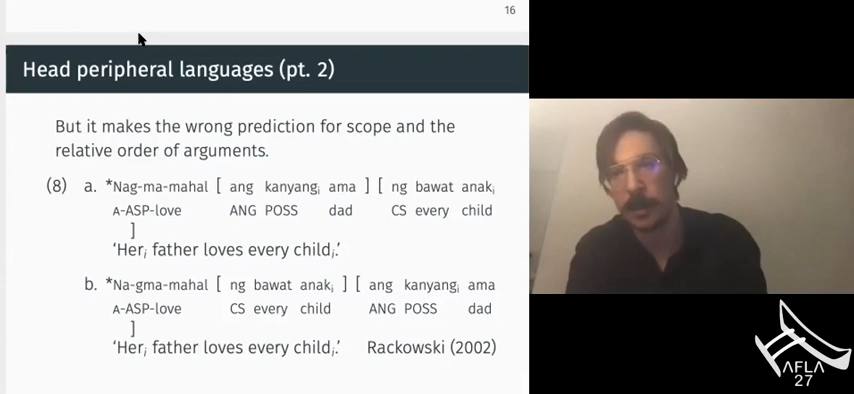 16
Head peripheral languages (pt. 2)
But it makes the wrong prediction for scope and the
relative order of arguments.
(8) a. *Nag-ma-mahal [ ang kanyangᵢ ama ] [ ng bawat anakᵢ
A-ASP-love ANG POSS dad CS every child
]
‘Herᵢ father loves every childᵢ.’
b. *Na-gma-mahal [ ng bawat anakᵢ ] [ ang kanyangᵢ ama
A-ASP-love CS every child ANG POSS dad
]
‘Herᵢ father loves every childᵢ.’ Rackowski (2002)
AFLA
27